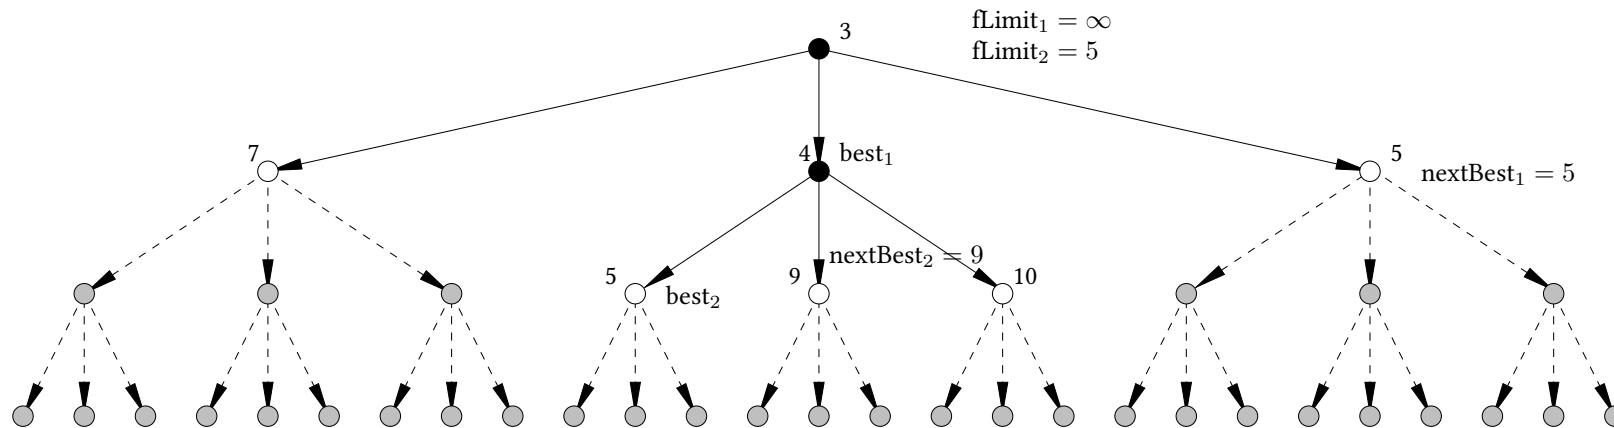 3
fLimit₁ = ∞
fLimit₂ = 5
7
4
best₁
5
nextBest₁ = 5
nextBest₂ = 9
5
best₂
9
10